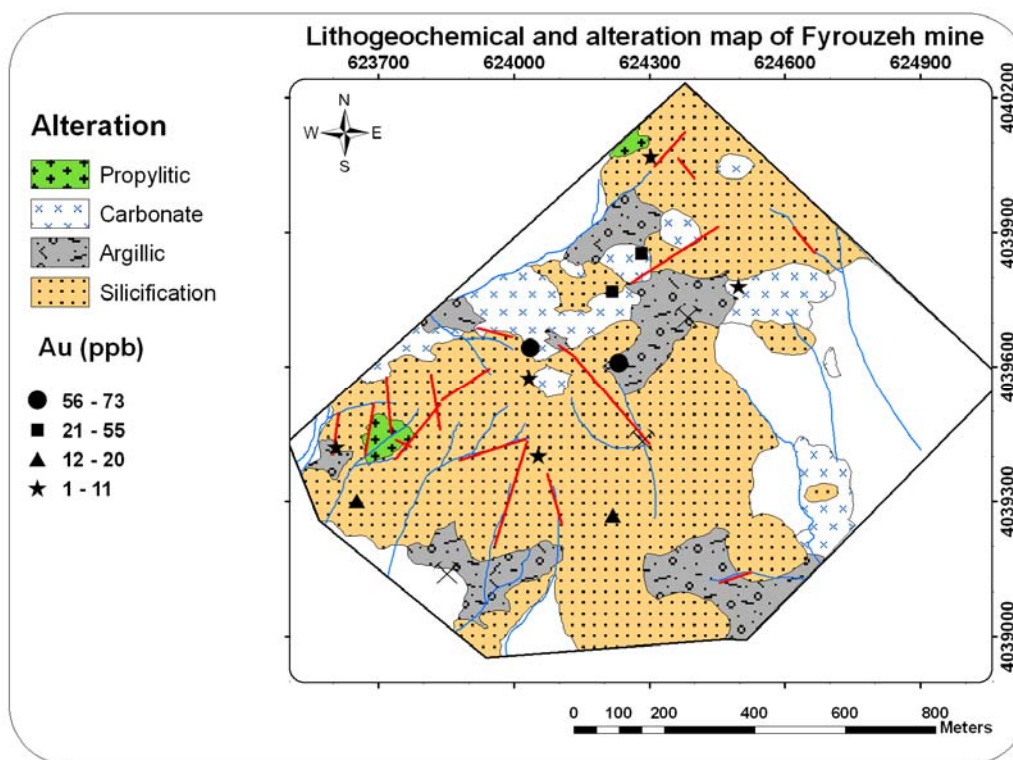 Lithogeochemical and alteration map of Fyrouzeh mine
623700 624000 624300 624600 624900
N
W E
S
4040200
4039900
4039600
4039300
4039000
Alteration
Propylitic
Carbonate
Argillic
Silicification
Au (ppb)
56 - 73
21 - 55
12 - 20
1 - 11
0 100 200 400 600 800
Meters